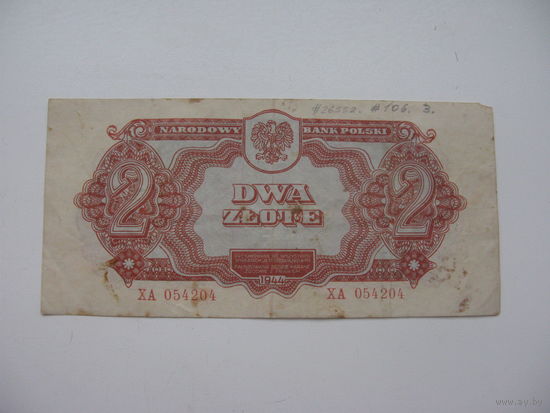 #26552. #106. 3.
NARODOWY BANK POLSKI
2 DWA 2
ZŁOTE
1944
XA 054204 XA 054204
www.ay.by